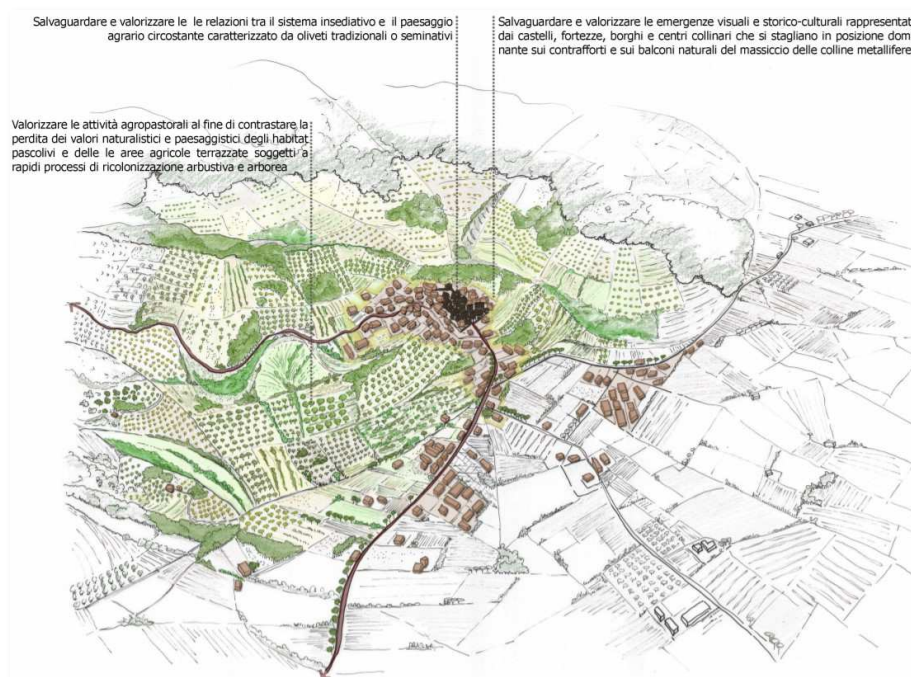 Salvaguardare e valorizzare le le relazioni tra il sistema insediativo e il paesaggio
agrario circostante caratterizzato da oliveti tradizionali o seminativi
Salvaguardare e valorizzare le emergenze visuali e storico-culturali rappresentat
dai castelli, fortezze, borghi e centri collinari che si stagliano in posizione dom
nante sui contrafforti e sui balconi naturali del massiccio delle colline metallifere
Valorizzare le attività agropastorali al fine di contrastare la
perdita dei valori naturalistici e paesaggistici degli habitat
pascolivi e delle le aree agricole terrazzate soggetti a
rapidi processi di ricolonizzazione arbustiva e arborea